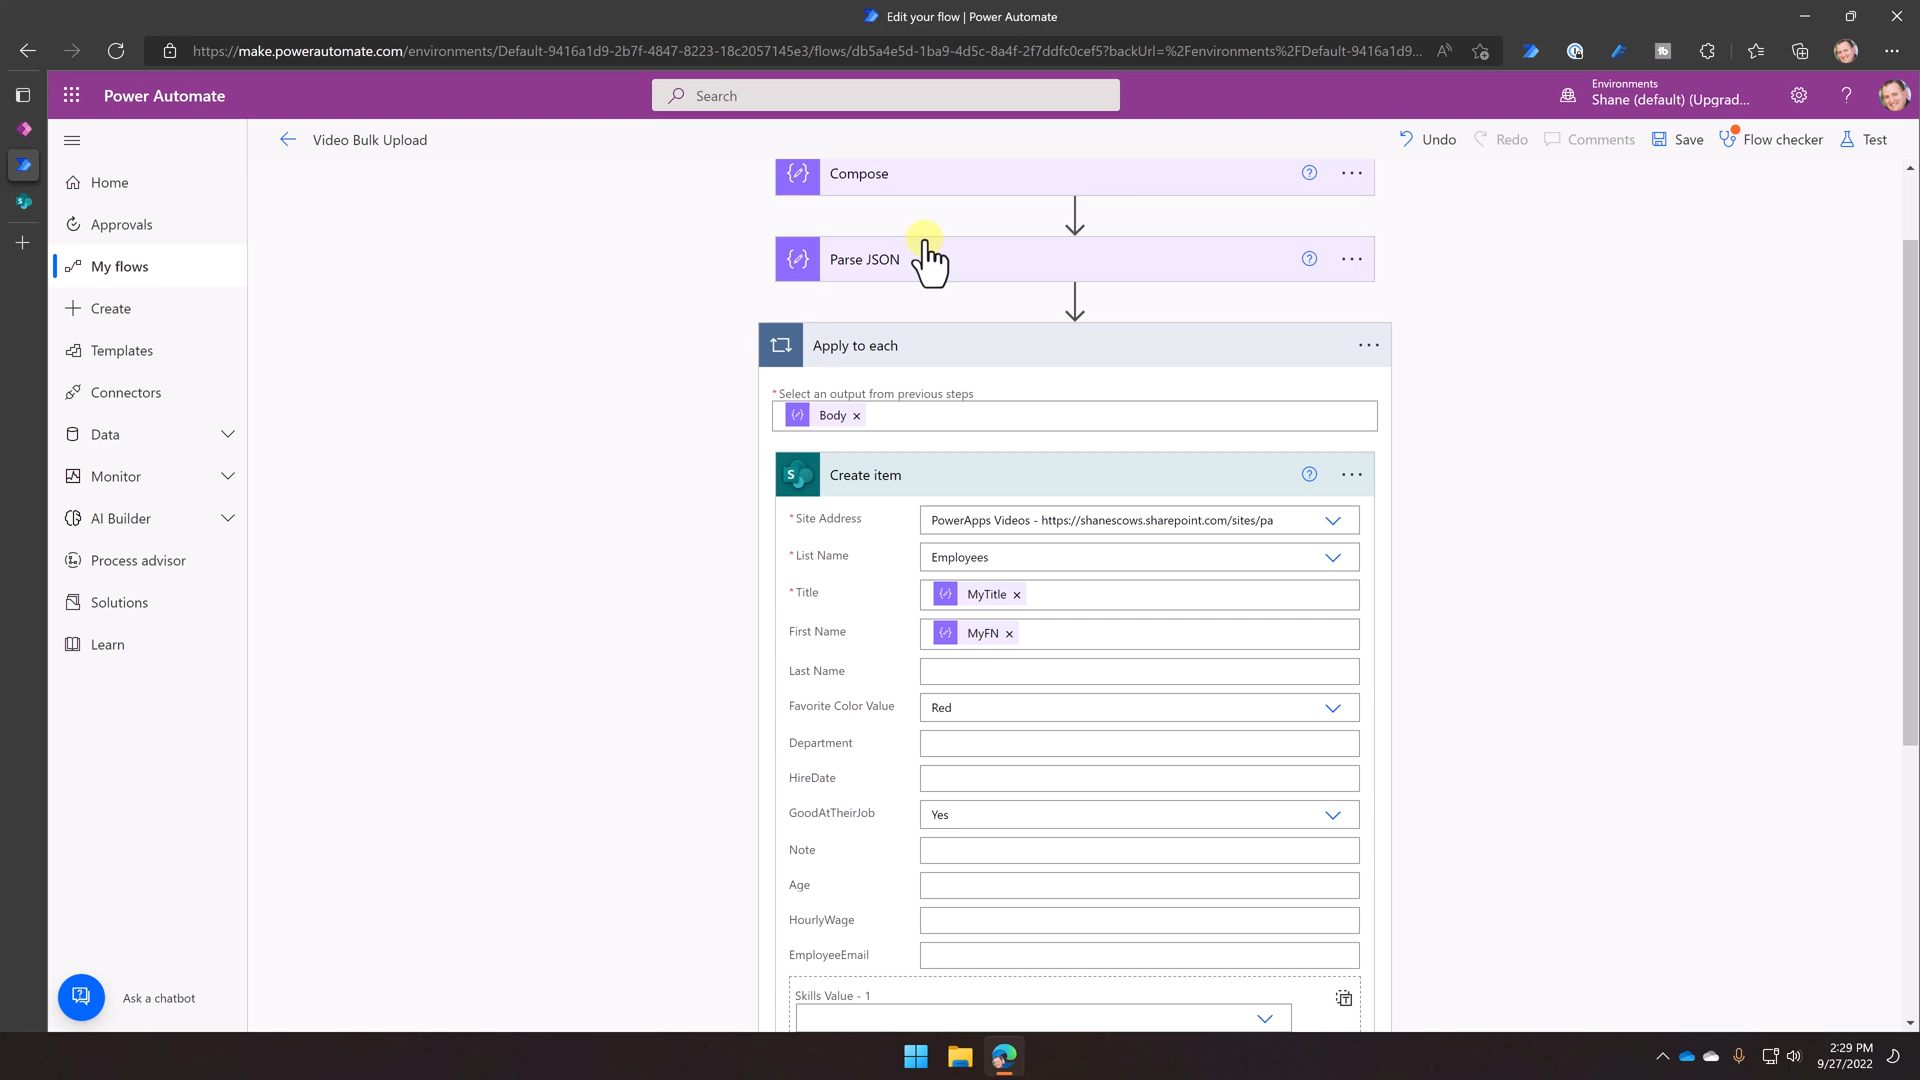 Edit your flow | Power Automate
https://make.powerautomate.com/environments/Default-9416a1d9-2b7f-4847-8223-18c2057145e3/flows/db5a4e5d-1ba9-4d5c-8a4f-2f7ddfc0cef5?backUrl=%2Fenvironments%2FDefault-9416a1d9...
Power Automate
Search
Environments
Shane (default) (Upgrad...
Video Bulk Upload
Undo
Redo
Comments
Save
Flow checker
Test
Home
Approvals
My flows
Create
Templates
Connectors
Data
Monitor
AI Builder
Process advisor
Solutions
Learn
Ask a chatbot
Compose
Parse JSON
Apply to each
* Select an output from previous steps
Body
Create item
* Site Address
PowerApps Videos - https://shanescows.sharepoint.com/sites/pa
* List Name
Employees
* Title
MyTitle
First Name
MyFN
Last Name
Favorite Color Value
Red
Department
HireDate
GoodAtTheirJob
Yes
Note
Age
HourlyWage
EmployeeEmail
Skills Value - 1
2:29 PM
9/27/2022